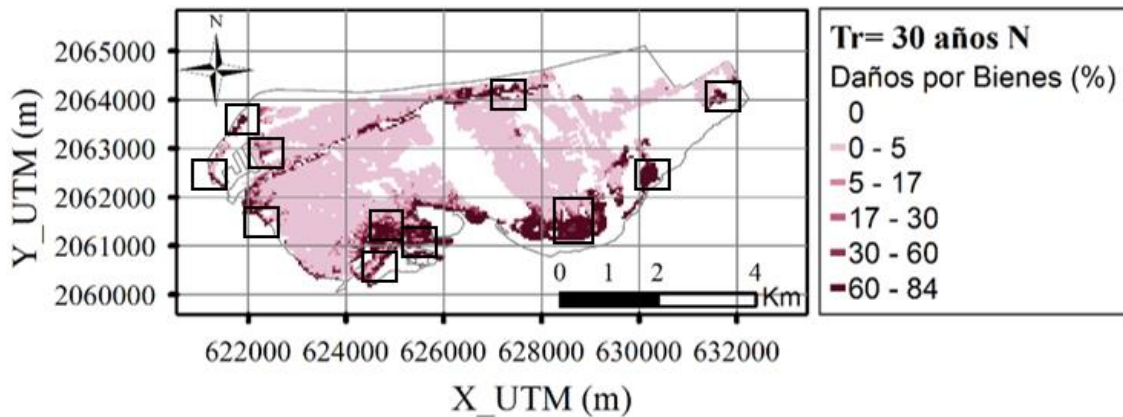 N
Y_UTM (m)
2065000
2064000
2063000
2062000
2061000
2060000
0 1 2 4
Km
622000 624000 626000 628000 630000 632000
X_UTM (m)
Tr= 30 años N
Daños por Bienes (%)
0
0 - 5
5 - 17
17 - 30
30 - 60
60 - 84